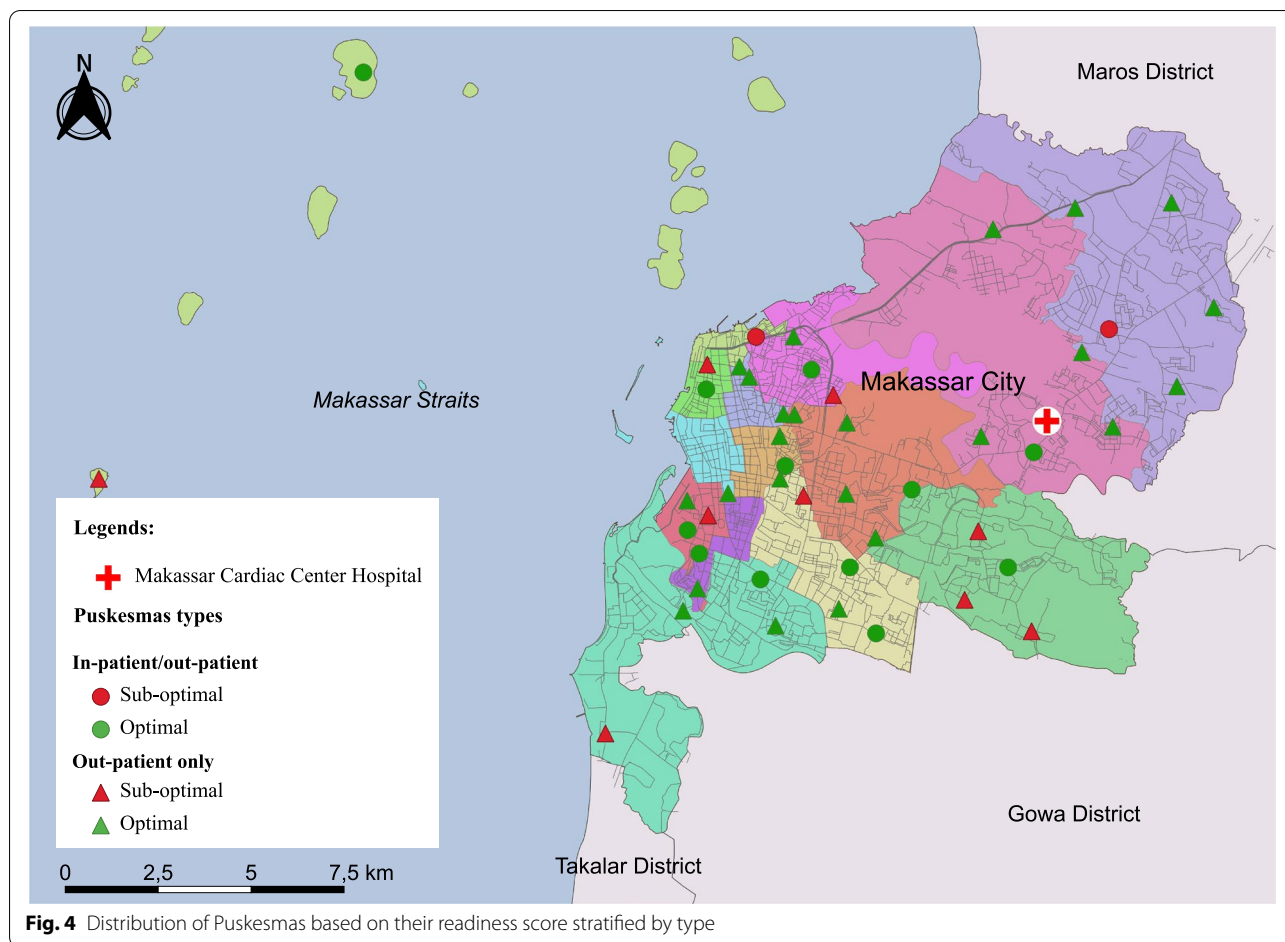 N
Maros District
Makassar City
Makassar Straits
Legends:
Makassar Cardiac Center Hospital
Puskesmas types
In-patient/out-patient
Sub-optimal
Optimal
Out-patient only
Sub-optimal
Optimal
Gowa District
Takalar District
0 2,5 5 7,5 km
Fig. 4 Distribution of Puskesmas based on their readiness score stratified by type